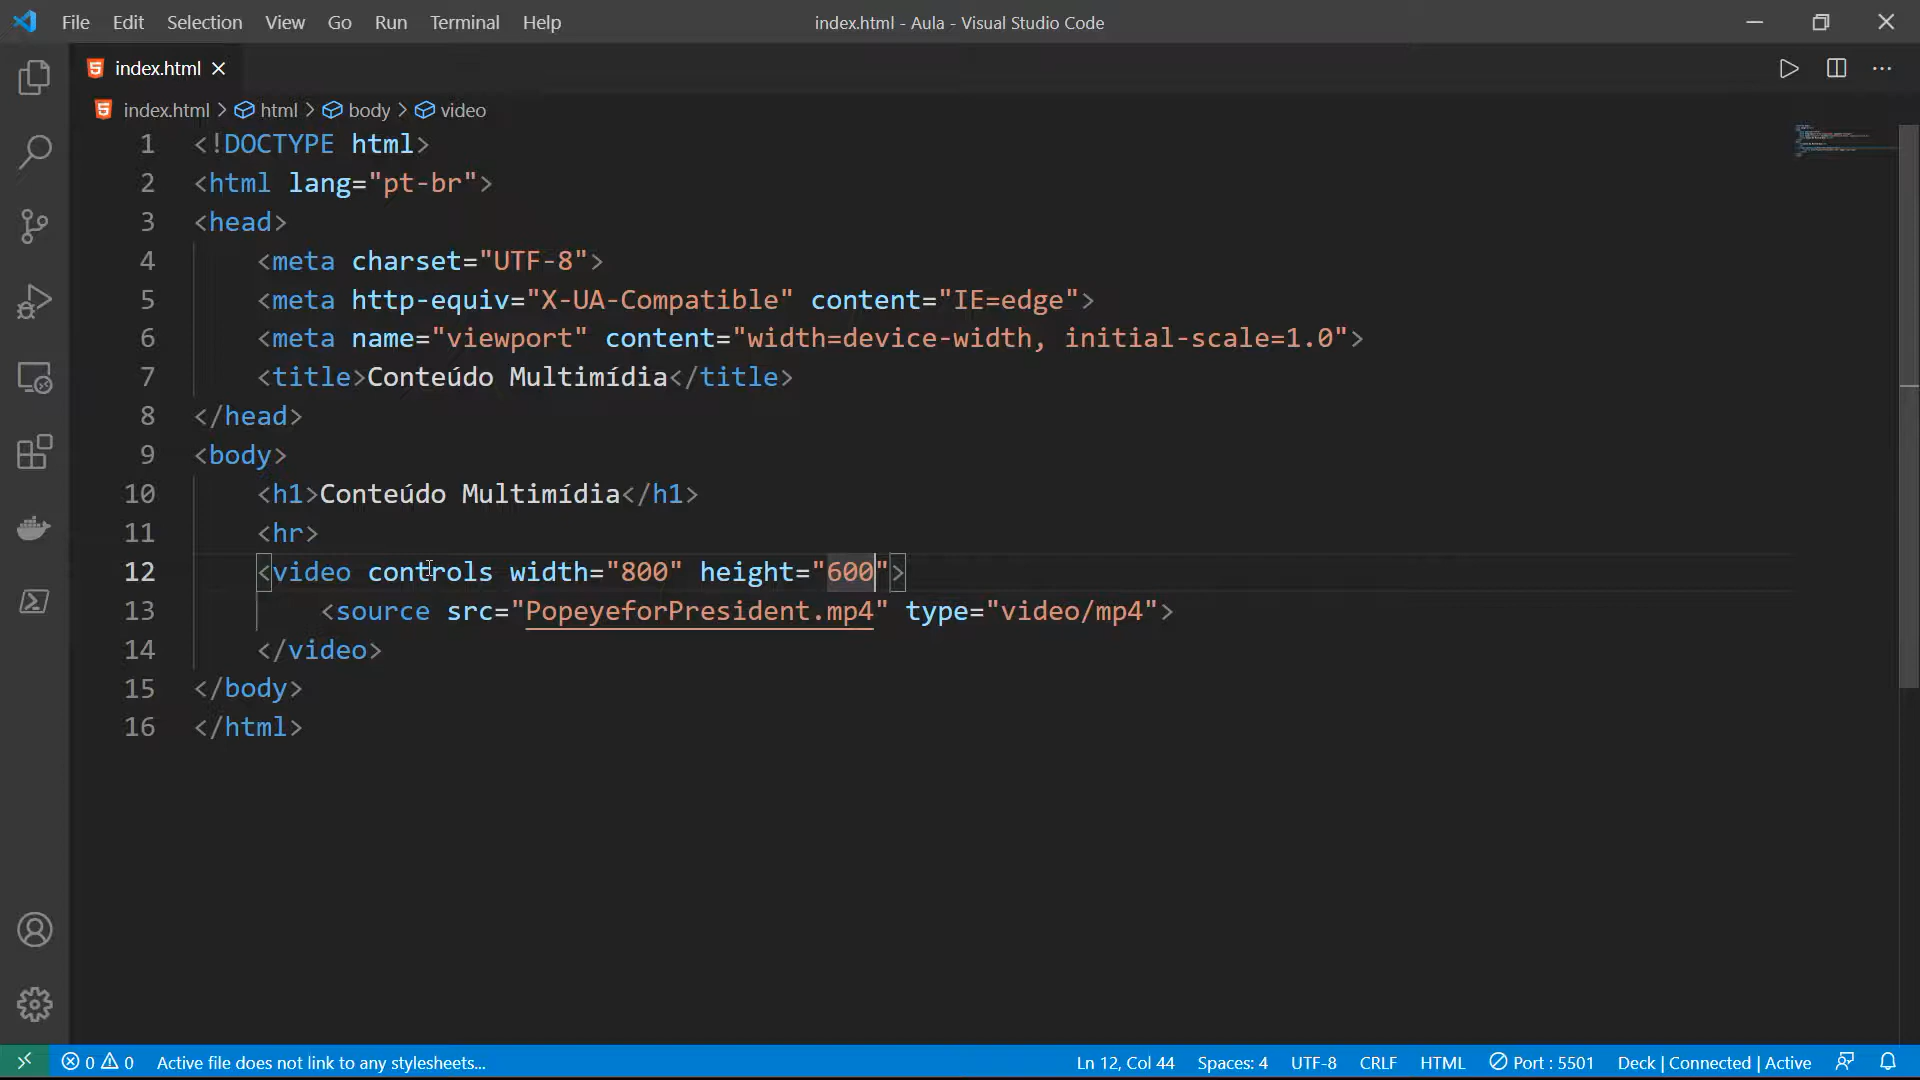 File Edit Selection View Go Run Terminal Help index.html - Aula - Visual Studio Code
index.html
index.html > html > body > video
1 <!DOCTYPE html>
2 <html lang="pt-br">
3 <head>
4 <meta charset="UTF-8">
5 <meta http-equiv="X-UA-Compatible" content="IE=edge">
6 <meta name="viewport" content="width=device-width, initial-scale=1.0">
7 <title>Conteúdo Multimídia</title>
8 </head>
9 <body>
10 <h1>Conteúdo Multimídia</h1>
11 <hr>
12 <video controls width="800" height="600">
13 <source src="PopeyeforPresident.mp4" type="video/mp4">
14 </video>
15 </body>
16 </html>
0 0 Active file does not link to any stylesheets... Ln 12, Col 44 Spaces: 4 UTF-8 CRLF HTML Port : 5501 Deck | Connected | Active